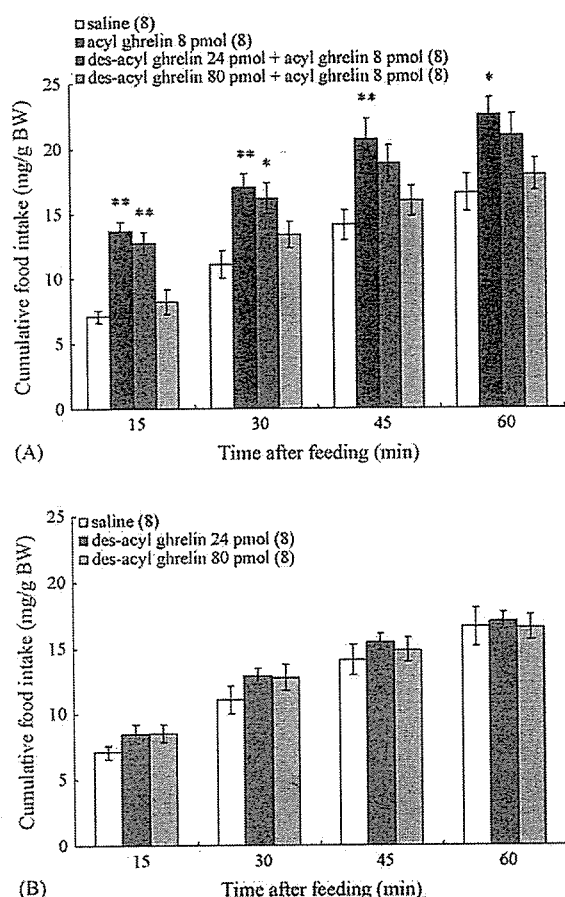 saline (8)
acyl ghrelin 8 pmol (8)
des-acyl ghrelin 24 pmol + acyl ghrelin 8 pmol (8)
des-acyl ghrelin 80 pmol + acyl ghrelin 8 pmol (8)
25
20
15
10
5
0
Cumulative food intake (mg/g BW)
** **
** *
**
*
15 30 45 60
(A) Time after feeding (min)
saline (8)
des-acyl ghrelin 24 pmol (8)
des-acyl ghrelin 80 pmol (8)
25
20
15
10
5
0
Cumulative food intake (mg/g BW)
15 30 45 60
(B) Time after feeding (min)